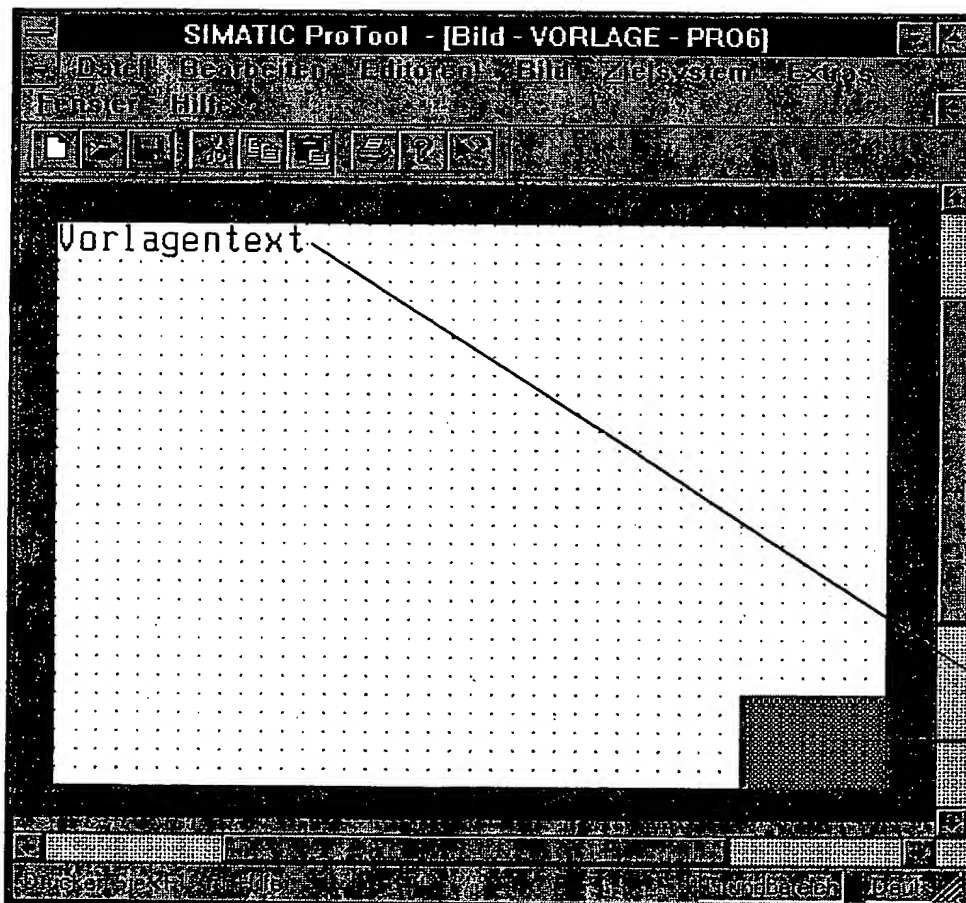 SIMATIC ProTool - [Bild - VORLAGE - PRO6]
Datei Bearbeiten Editoren Bild Zielsystem Extras
Fenster Hilfe
Vorlagentext